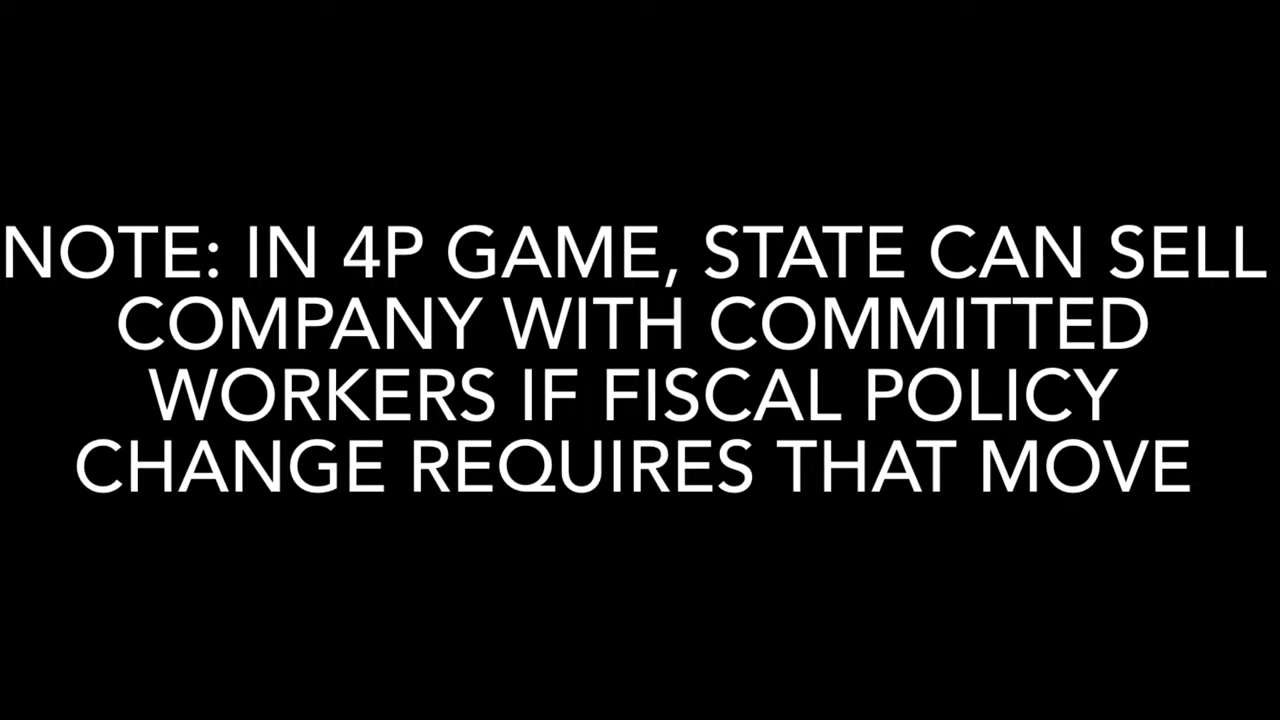 NOTE: IN 4P GAME, STATE CAN SELL
COMPANY WITH COMMITTED
WORKERS IF FISCAL POLICY
CHANGE REQUIRES THAT MOVE